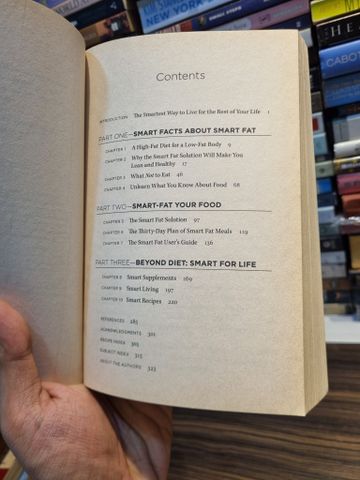 Contents
INTRODUCTION The Smartest Way to Live for the Rest of Your Life 1
PART ONE—SMART FACTS ABOUT SMART FAT
CHAPTER 1 A High-Fat Diet for a Low-Fat Body 9
CHAPTER 2 Why the Smart Fat Solution Will Make You
Lean and Healthy 17
CHAPTER 3 What Not to Eat 46
CHAPTER 4 Unlearn What You Know About Food 68
PART TWO—SMART-FAT YOUR FOOD
CHAPTER 5 The Smart Fat Solution 97
CHAPTER 6 The Thirty-Day Plan of Smart Fat Meals 119
CHAPTER 7 The Smart Fat User's Guide 136
PART THREE—BEYOND DIET: SMART FOR LIFE
CHAPTER 8 Smart Supplements 169
CHAPTER 9 Smart Living 197
CHAPTER 10 Smart Recipes 220
REFERENCES 285
ACKNOWLEDGMENTS 301
RECIPE INDEX 305
SUBJECT INDEX 315
ABOUT THE AUTHORS 323
NEW YORK
SMALL STEPS
CABOT